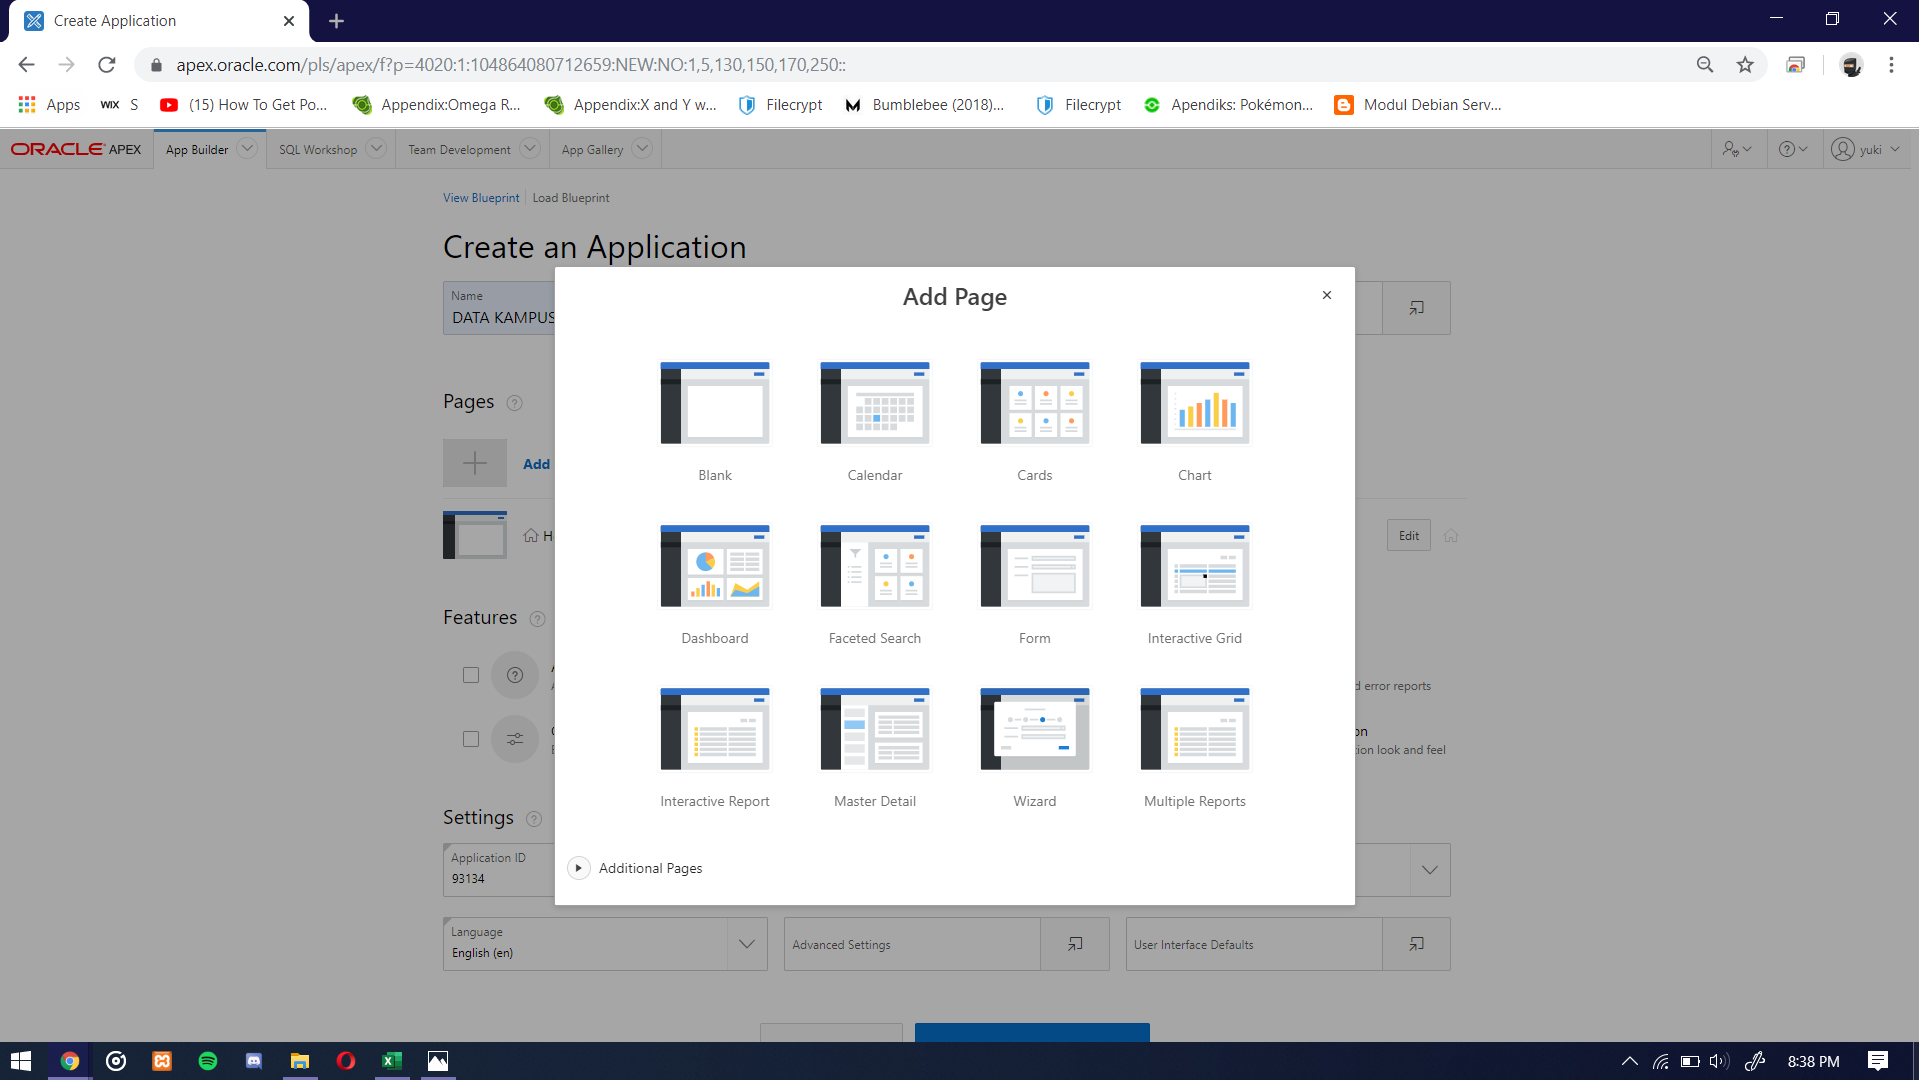 Create Application
apex.oracle.com/pls/apex/f?p=4020:1:104864080712659:NEW:NO:1,5,130,150,170,250::
Apps
WIX
S
(15) How To Get Po...
Appendix:Omega R...
Appendix:X and Y w...
Filecrypt
Bumblebee (2018)...
Filecrypt
Apendiks: Pokémon...
Modul Debian Serv...
ORACLE APEX
App Builder
SQL Workshop
Team Development
App Gallery
yuki
View Blueprint
Load Blueprint
Create an Application
Name
DATA KAMPUS
Add Page
Pages
Add
H
Edit
Blank
Calendar
Cards
Chart
Dashboard
Faceted Search
Form
Interactive Grid
Features
d error reports
on
ion look and feel
Interactive Report
Master Detail
Wizard
Multiple Reports
Settings
Application ID
93134
Additional Pages
Language
English (en)
Advanced Settings
User Interface Defaults
8:38 PM